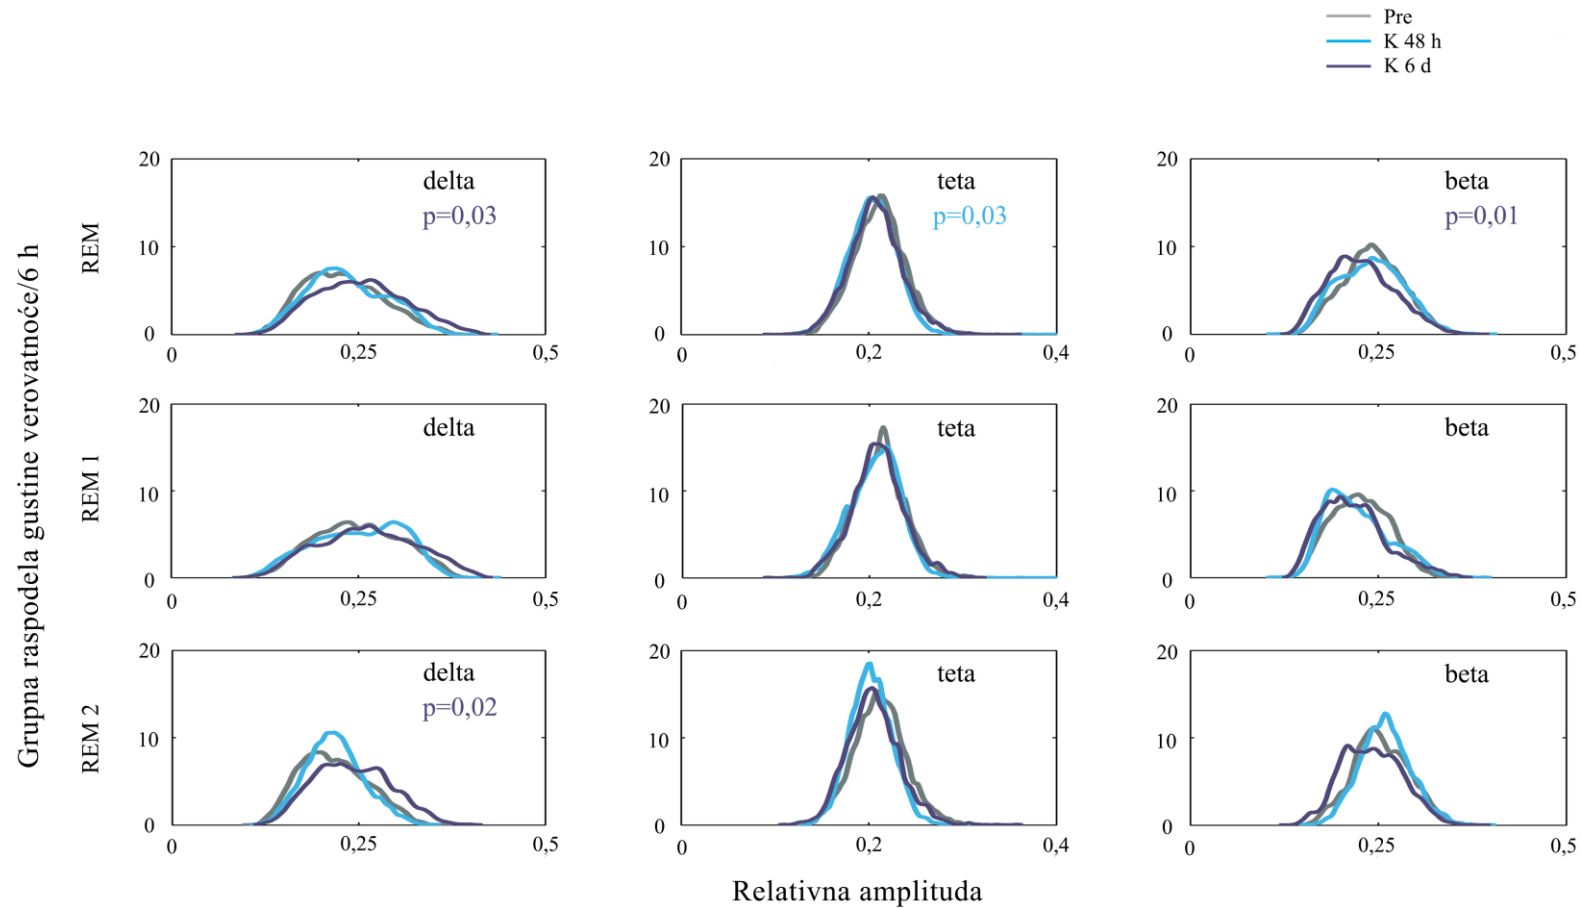 Pre
K 48 h
K 6 d
Grupna raspodela gustine verovatnoće/6 h
REM
20
10
0
delta
p=0,03
0
0,25
0,5
20
10
0
teta
p=0,03
0
0,2
0,4
20
10
0
beta
p=0,01
0
0,25
0,5
REM 1
20
10
0
delta
0
0,25
0,5
20
10
0
teta
0
0,2
0,4
20
10
0
beta
0
0,25
0,5
REM 2
20
10
0
delta
p=0,02
0
0,25
0,5
20
10
0
teta
0
0,2
0,4
20
10
0
beta
0
0,25
0,5
Relativna amplituda